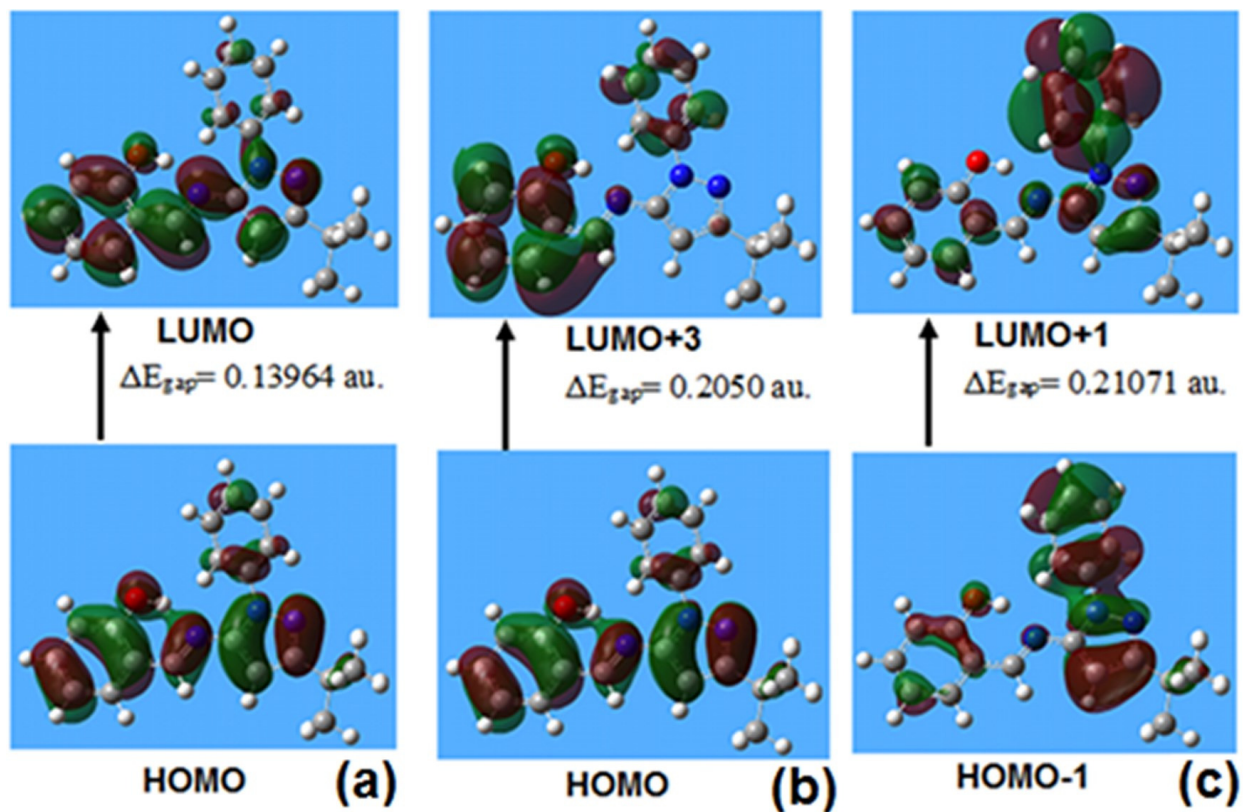 LUMO
ΔEgap= 0.13964 au.
HOMO
(a)
LUMO+3
ΔEgap= 0.2050 au.
HOMO
(b)
LUMO+1
ΔEgap= 0.21071 au.
HOMO-1
(c)